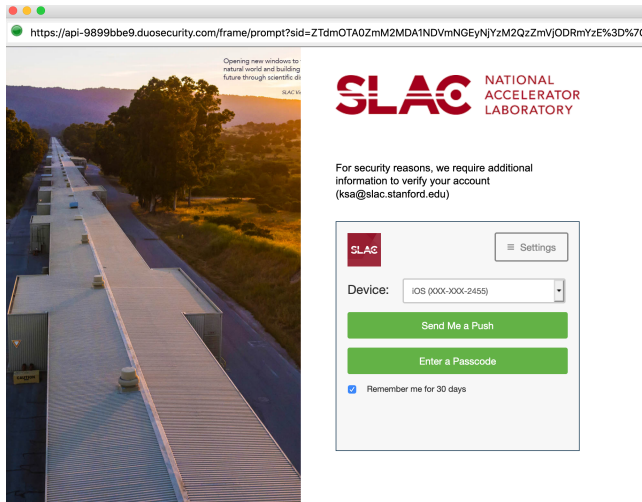 https://api-9899bbe9.duosecurity.com/frame/prompt?sid=ZTdmOTA0ZmM2MDA1NDVmNGEyNjYzM2QzZmVjODRmYzE%3D%7C
Opening new windows to
natural world and building
future through scientific
SLAC
SLAC
NATIONAL
ACCELERATOR
LABORATORY
For security reasons, we require additional
information to verify your account
(ksa@slac.stanford.edu)
SLAC
≡ Settings
Device:
iOS (XXX-XXX-2455)
Send Me a Push
Enter a Passcode
Remember me for 30 days